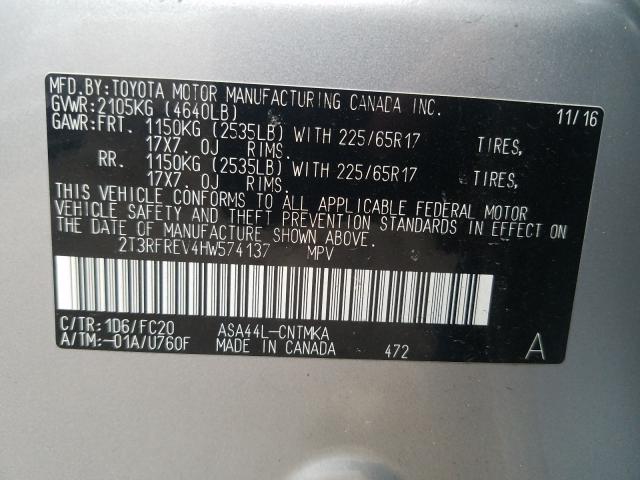 MFD.BY:TOYOTA MOTOR MANUFACTURING CANADA INC.
GVWR:2105KG (4640LB) 11/16
GAWR:FRT. 1150KG (2535LB) WITH 225/65R17 TIRES,
17X7. 0J RIMS.
RR. 1150KG (2535LB) WITH 225/65R17 TIRES,
17X7. 0J RIMS.
THIS VEHICLE CONFORMS TO ALL APPLICABLE FEDERAL MOTOR
VEHICLE SAFETY AND THEFT PREVENTION STANDARDS IN EFFECT ON
THE DATE OF MANUFACTURE SHOWN ABOVE.
2T3RFREV4HW574137 MPV
C/TR:1D6/FC20 ASA44L-CNTMKA
A/TM:-01A/U760F MADE IN CANADA 472 A